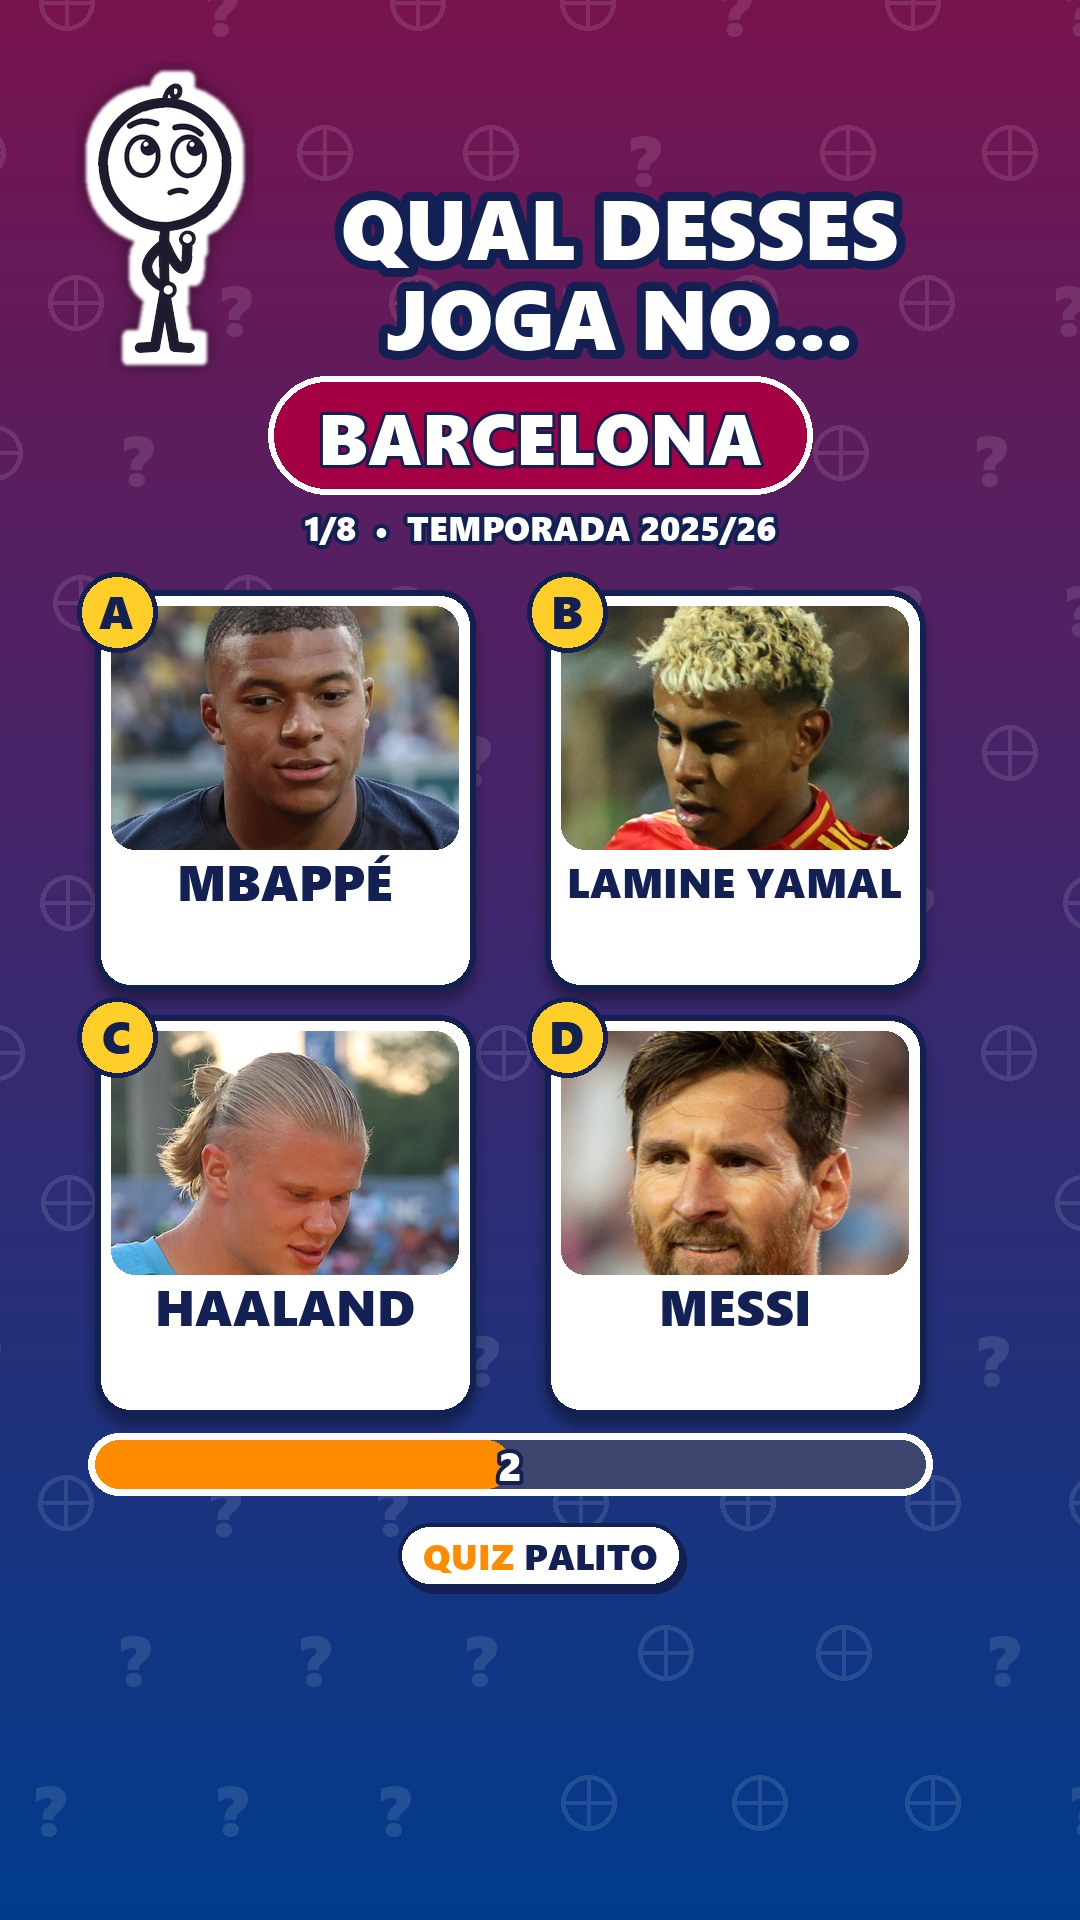 QUAL DESSES
JOGA NO...
BARCELONA
1/8 • TEMPORADA 2025/26
A
B
MBAPPÉ
LAMINE YAMAL
C
D
HAALAND
MESSI
2
QUIZ PALITO